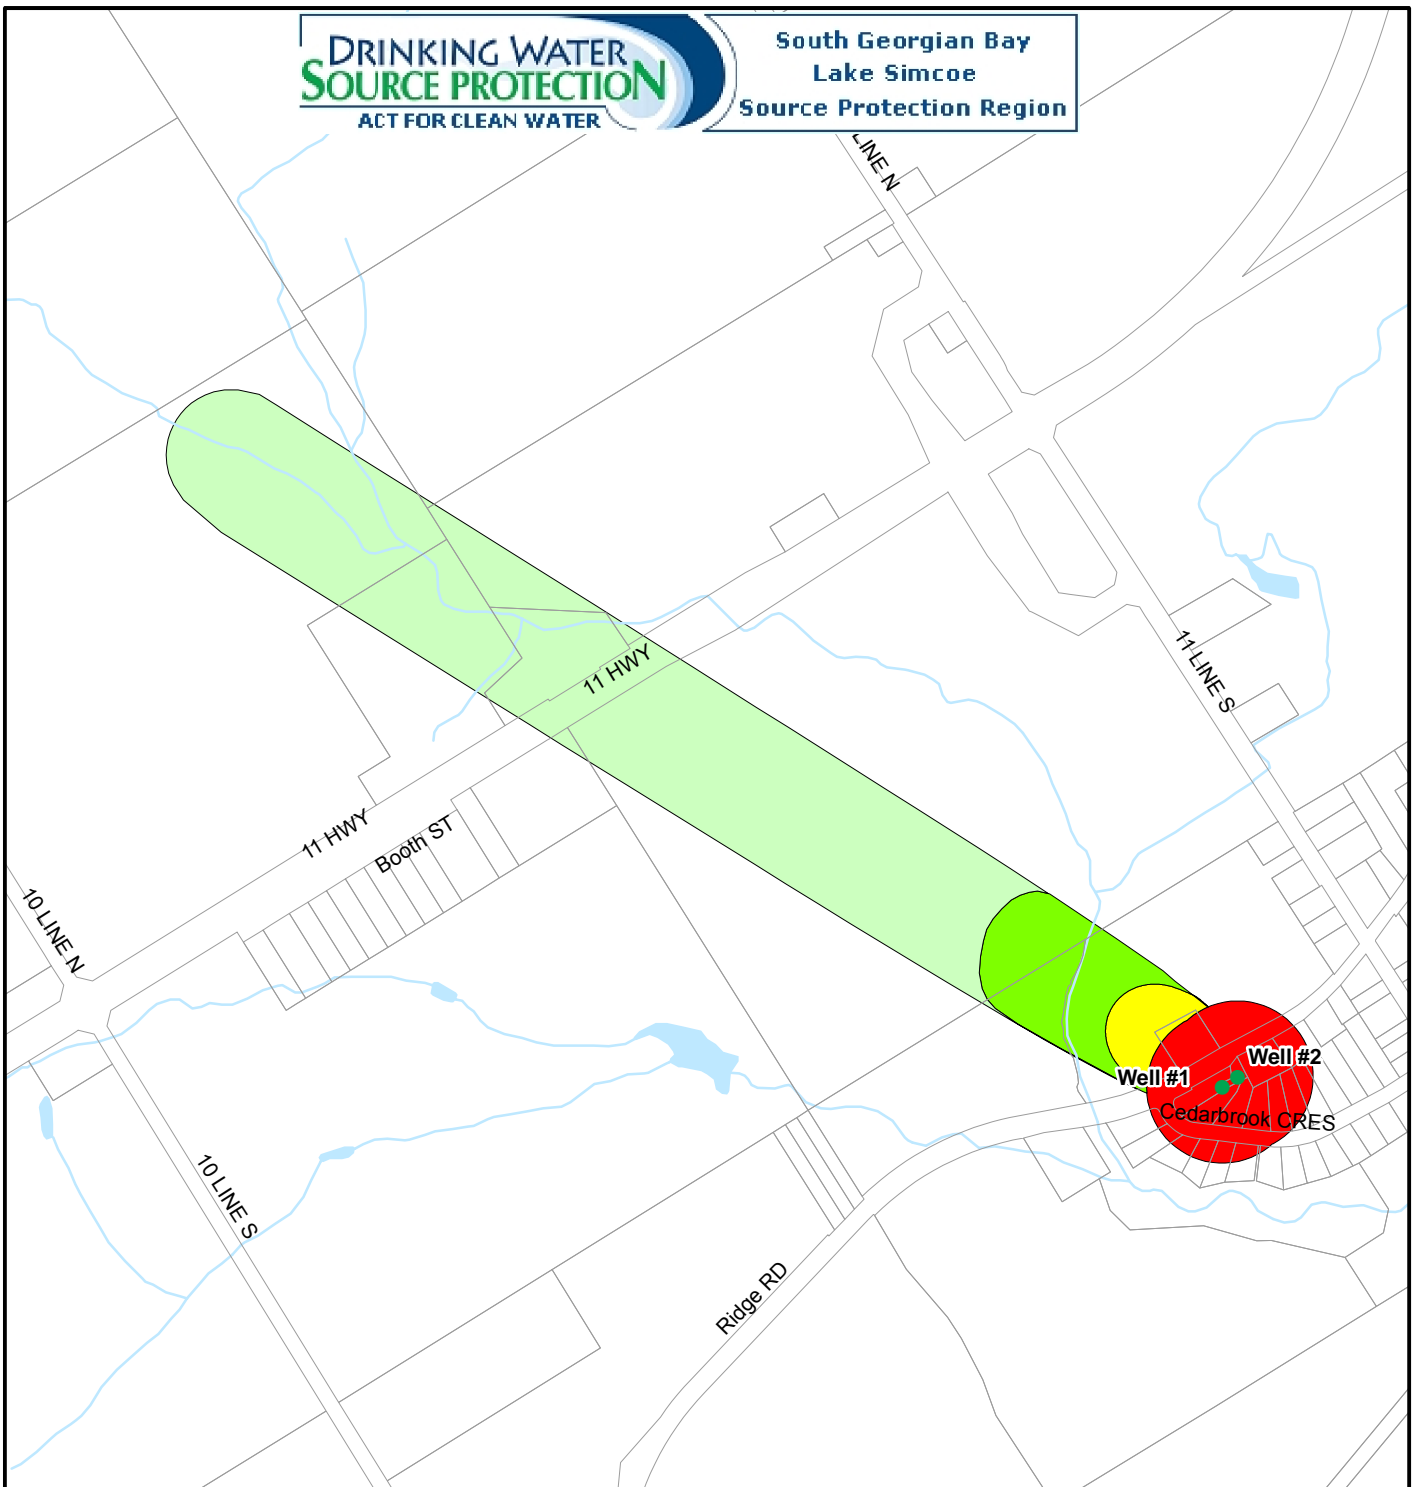 DRINKING WATER
SOURCE PROTECTION
ACT FOR CLEAN WATER
South Georgian Bay
Lake Simcoe
Source Protection Region
LINE N
11 LINE S
11 HWY
11 HWY
Booth ST
10 LINE N
Well #2
Well #1
Cedarbrook CRES
10 LINE S
Ridge RD